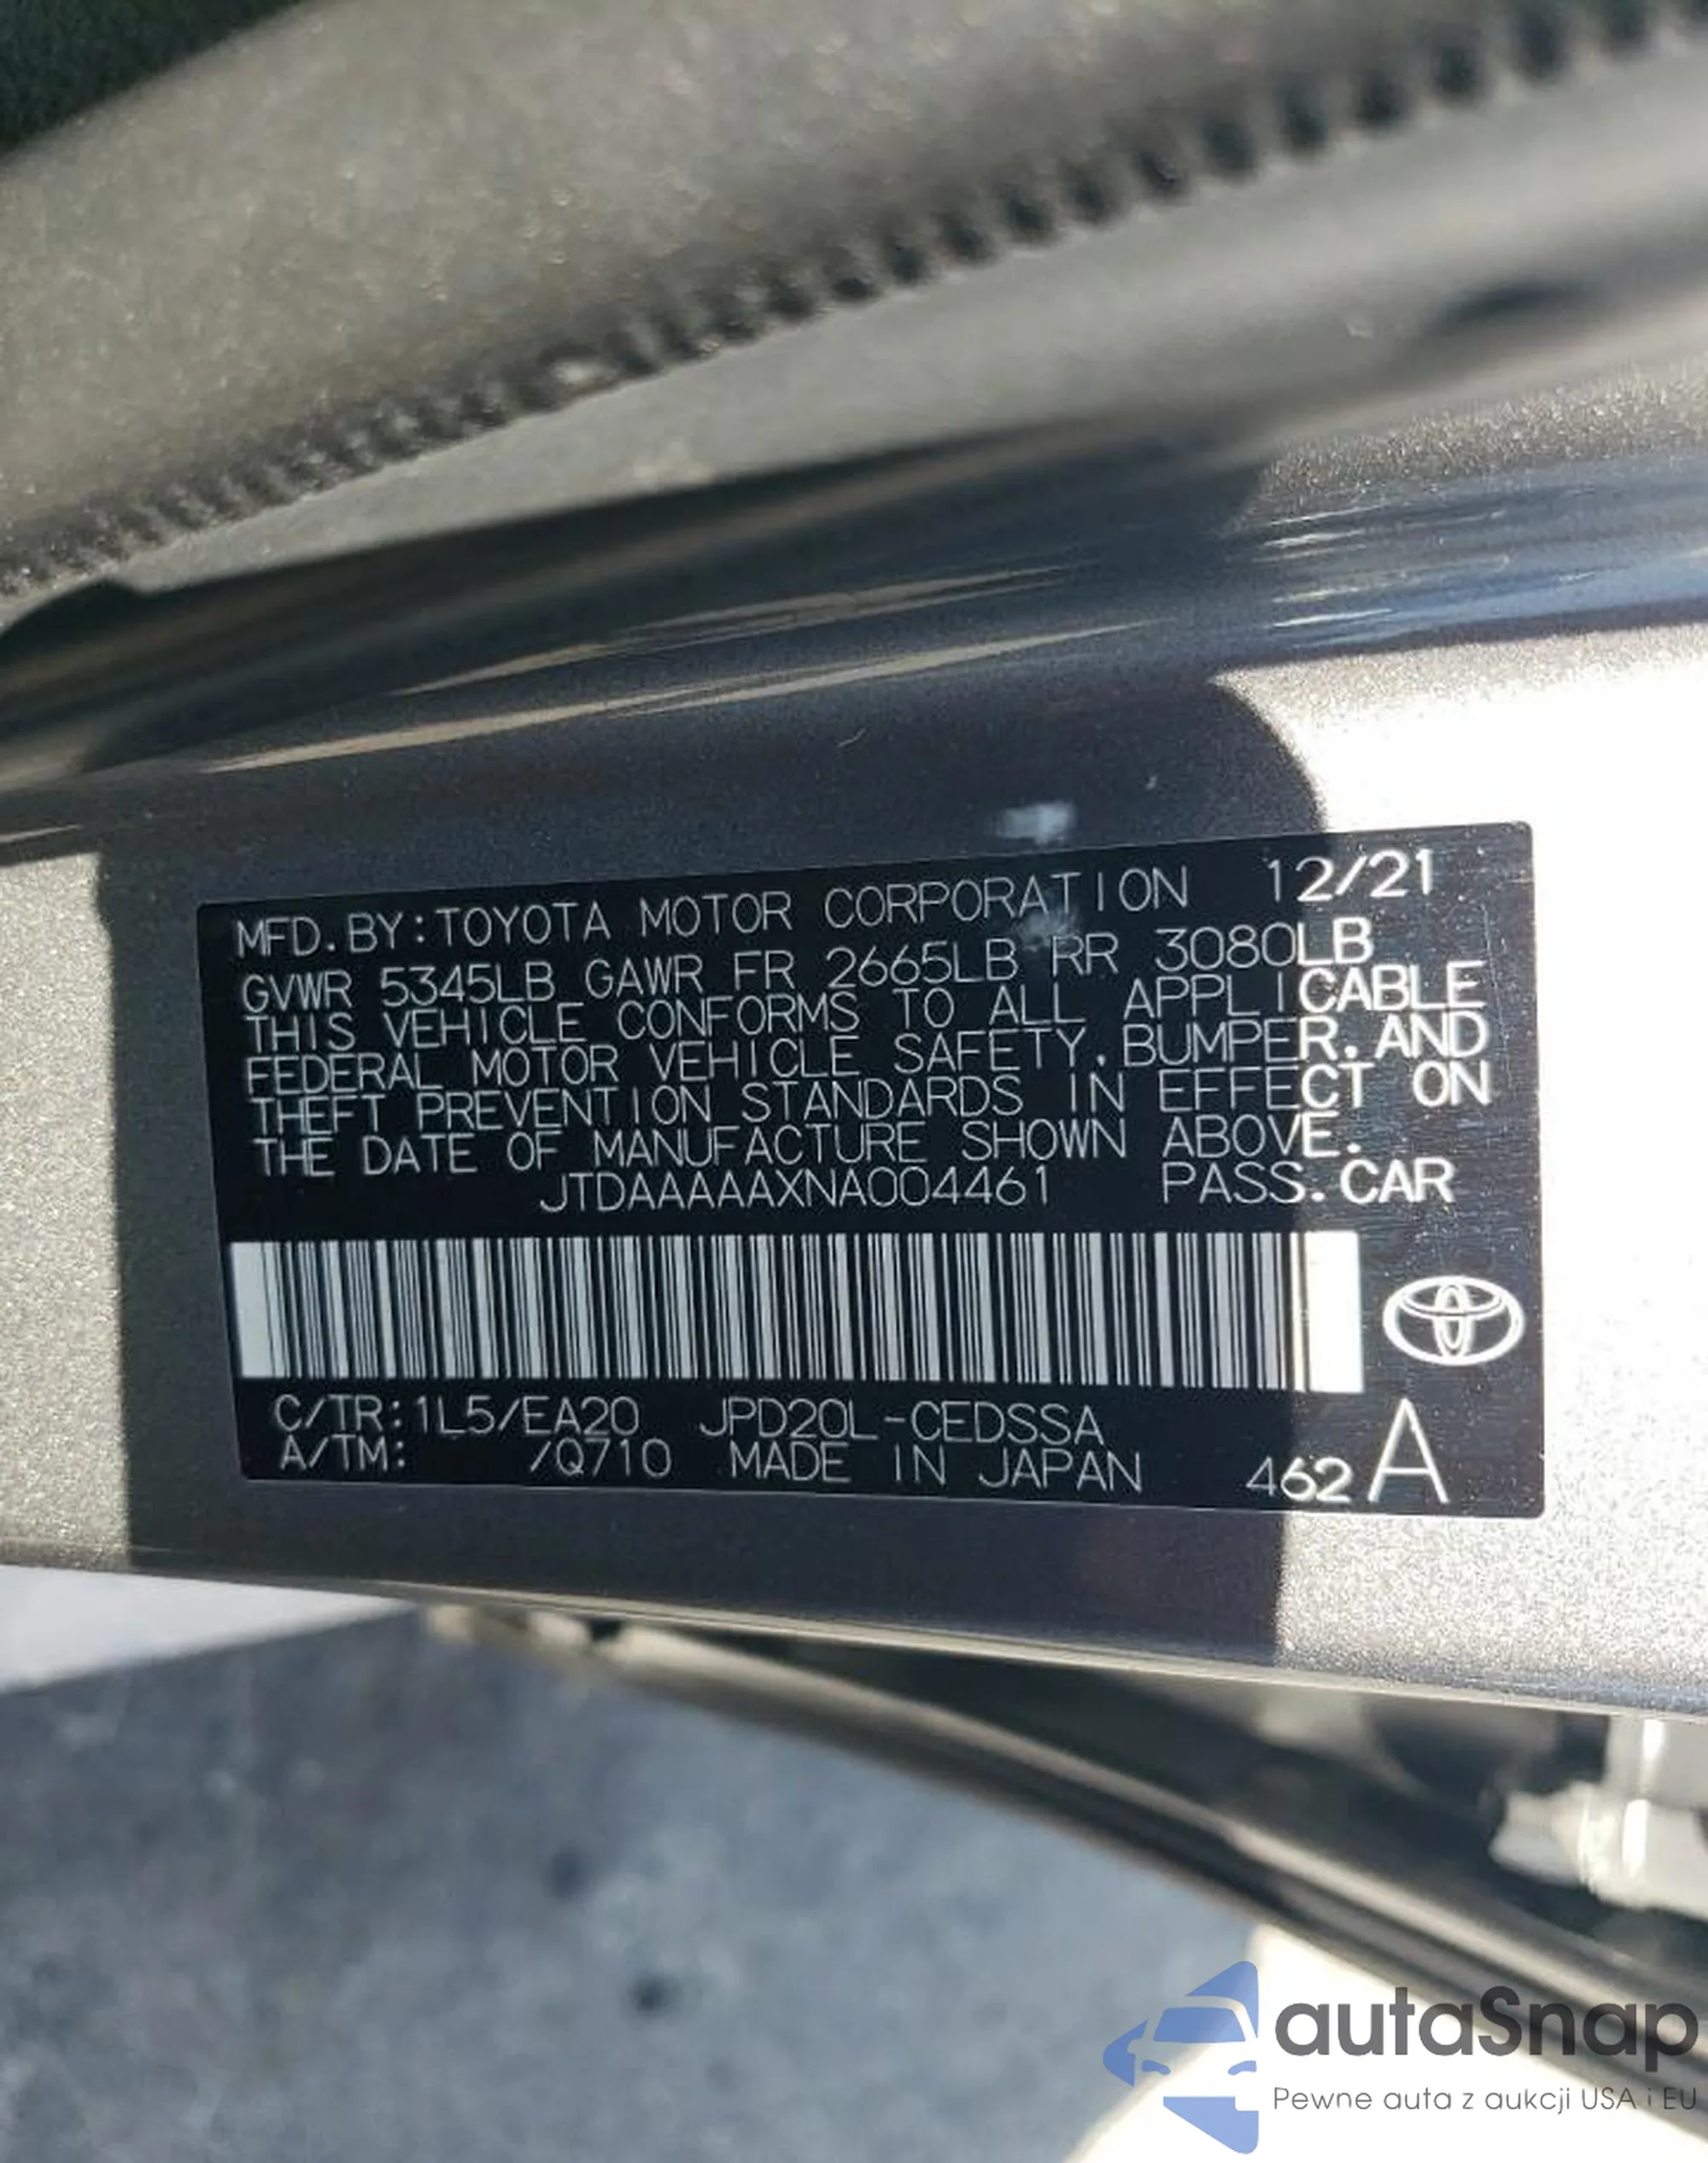 MFD.BY:TOYOTA MOTOR CORPORATION 12/21
GVWR 5345LB GAWR FR 2665LB RR 3080LB
THIS VEHICLE CONFORMS TO ALL APPLICABLE
FEDERAL MOTOR VEHICLE SAFETY,BUMPER,AND
THEFT PREVENTION STANDARDS IN EFFECT ON
THE DATE OF MANUFACTURE SHOWN ABOVE.
JTDAAAAAXNA004461 PASS.CAR
C/TR:1L5/EA20 JPD20L-CEDSSA
A/TM: /Q710 MADE IN JAPAN 462 A
autaSnap
Pewne auta z aukcji USA i EU